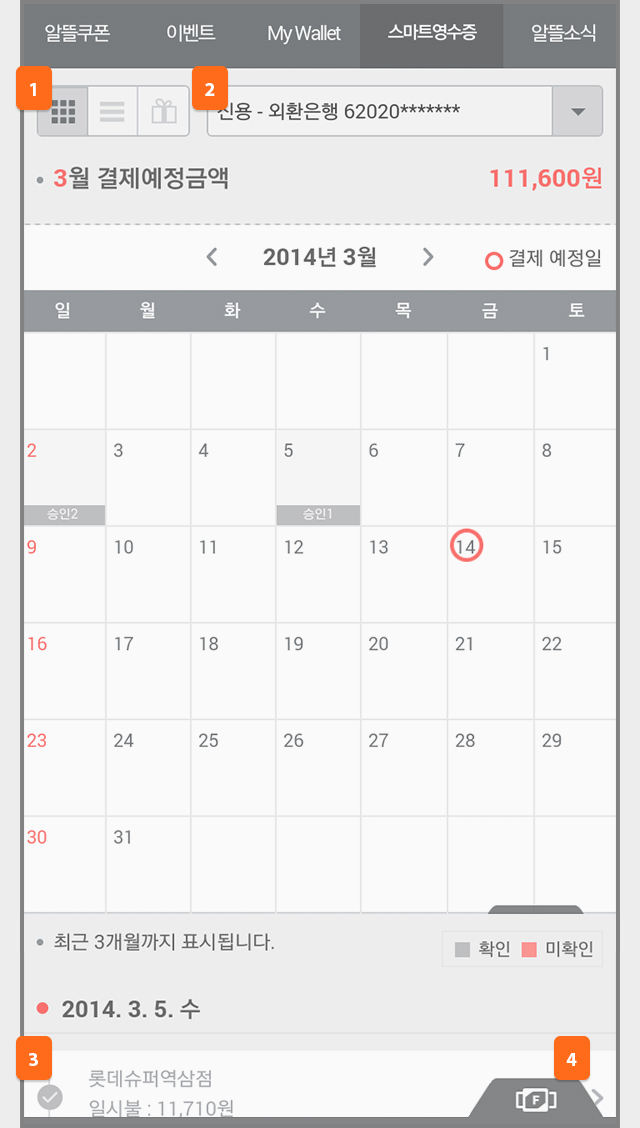 알뜰쿠폰 이벤트 My Wallet 스마트영수증 알뜰소식
1 2
신용 - 외환은행 62020*******
• 3월 결제예정금액 111,600원
< 2014년 3월 > 결제 예정일
일 월 화 수 목 금 토
1
2 3 4 5 6 7 8
승인2 승인1
9 10 11 12 13 14 15
16 17 18 19 20 21 22
23 24 25 26 27 28 29
30 31
• 최근 3개월까지 표시됩니다. 확인 미확인
2014. 3. 5. 수
3 4
롯데슈퍼역삼점
일시불 : 11,710원 F